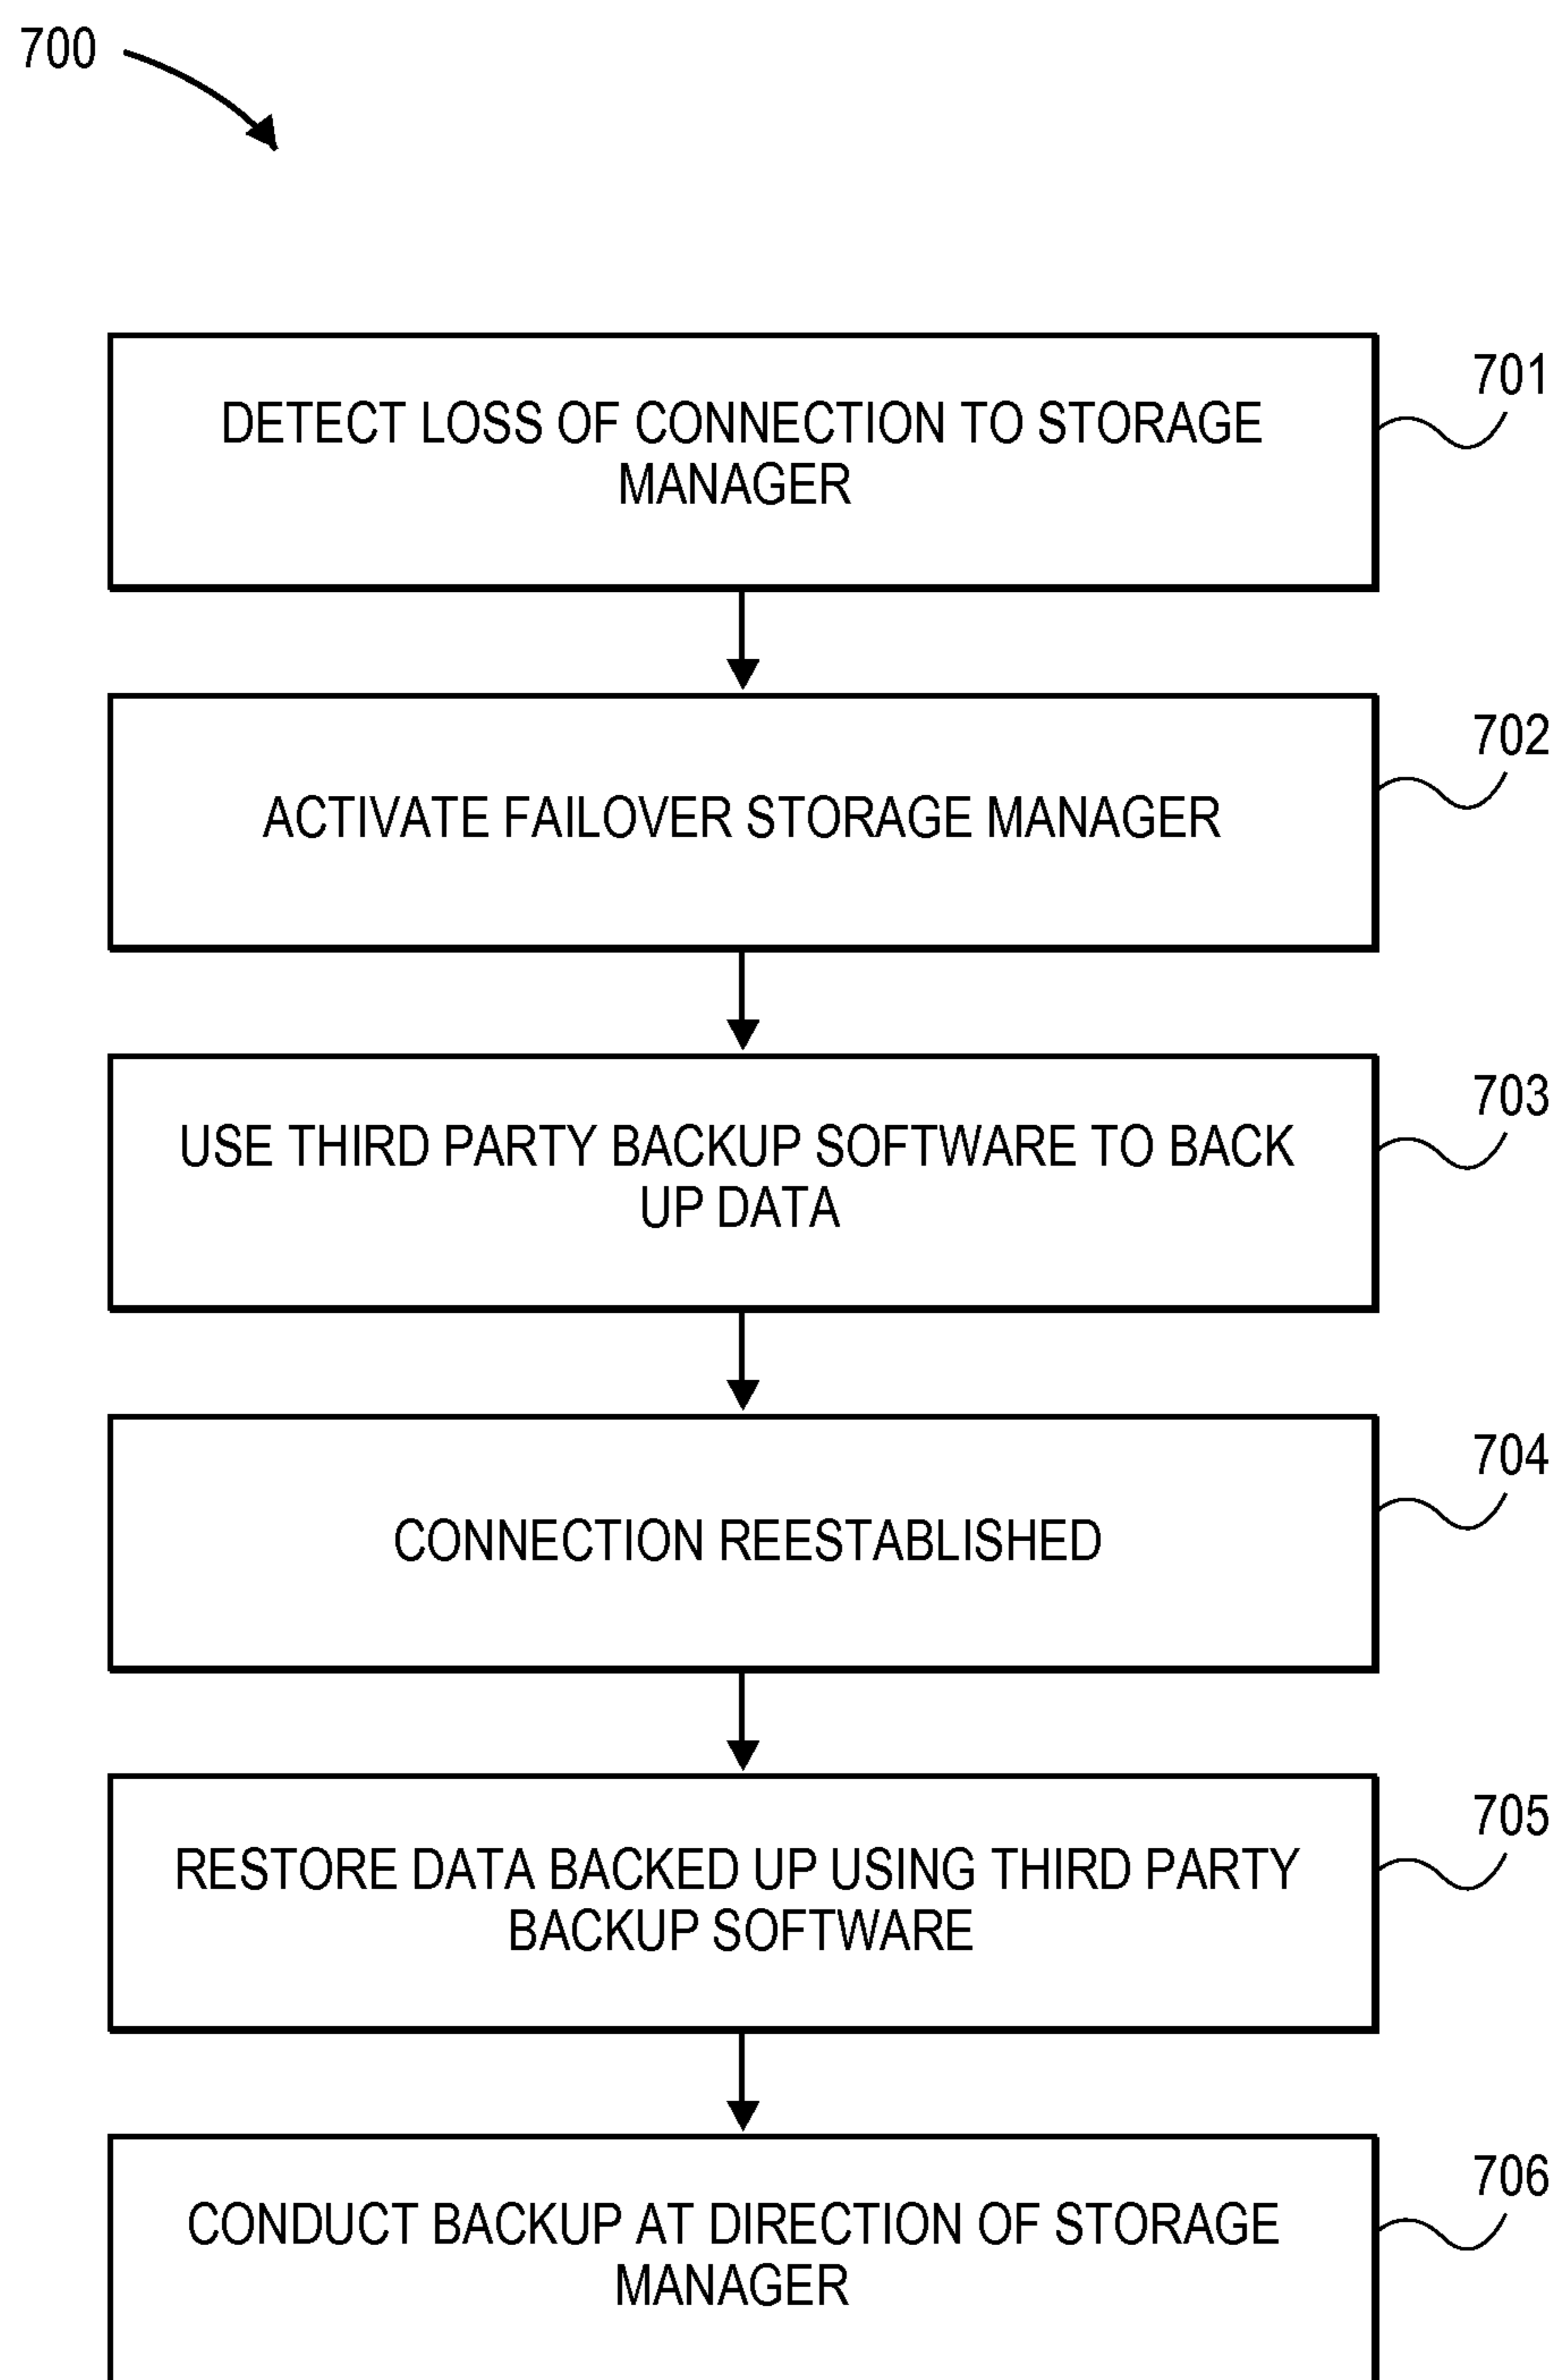 700
701
DETECT LOSS OF CONNECTION TO STORAGE
MANAGER
702
ACTIVATE FAILOVER STORAGE MANAGER
703
USE THIRD PARTY BACKUP SOFTWARE TO BACK
UP DATA
704
CONNECTION REESTABLISHED
705
RESTORE DATA BACKED UP USING THIRD PARTY
BACKUP SOFTWARE
706
CONDUCT BACKUP AT DIRECTION OF STORAGE
MANAGER